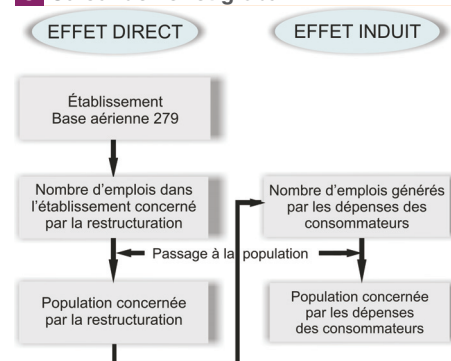 EFFET DIRECT
EFFET INDUIT
Établissement
Base aérienne 279
Nombre d'emplois dans
l'établissement concerné
par la restructuration
Nombre d'emplois générés
par les dépenses des
consommateurs
Passage à la population
Population concernée
par la restructuration
Population concernée
par les dépenses
des consommateurs